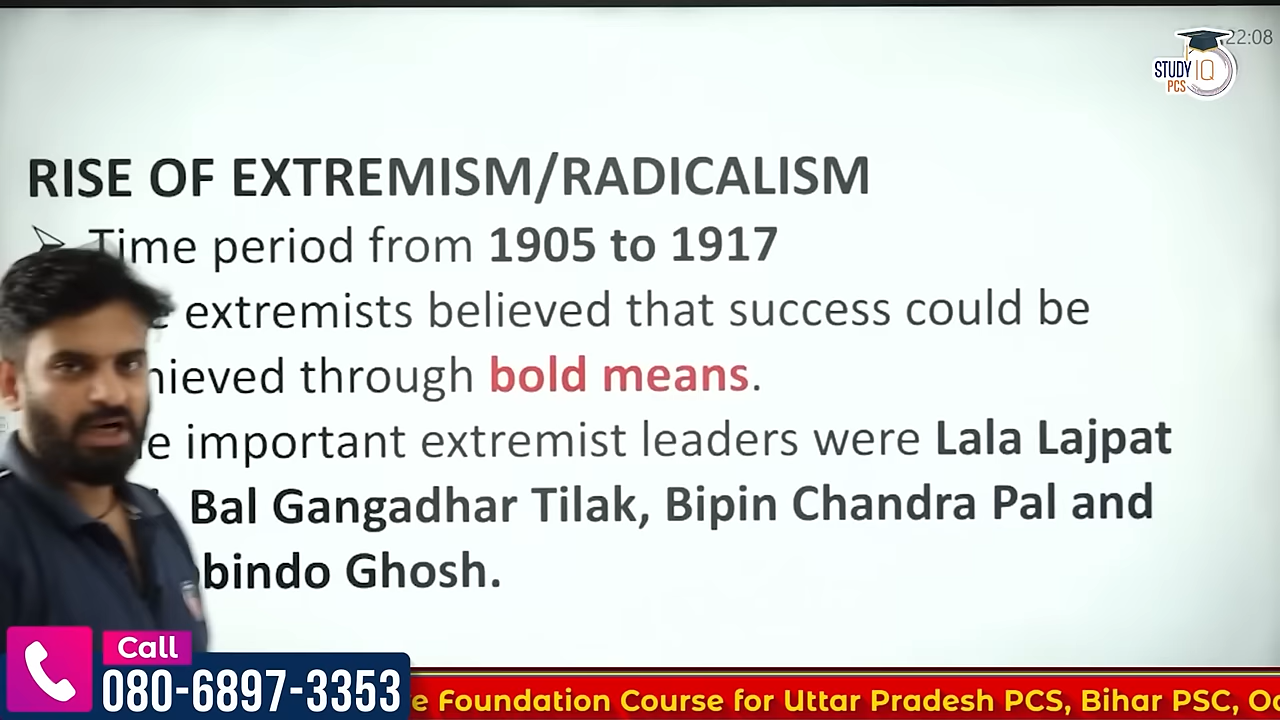 22:08
STUDY IQ
PCS
RISE OF EXTREMISM/RADICALISM
Time period from 1905 to 1917
extremists believed that success could be
through bold means.
important extremist leaders were Lala Lajpat
Bal Gangadhar Tilak, Bipin Chandra Pal and
Ghosh.
Call
080-6897-3353
Foundation Course for Uttar Pradesh PCS, Bihar PSC,